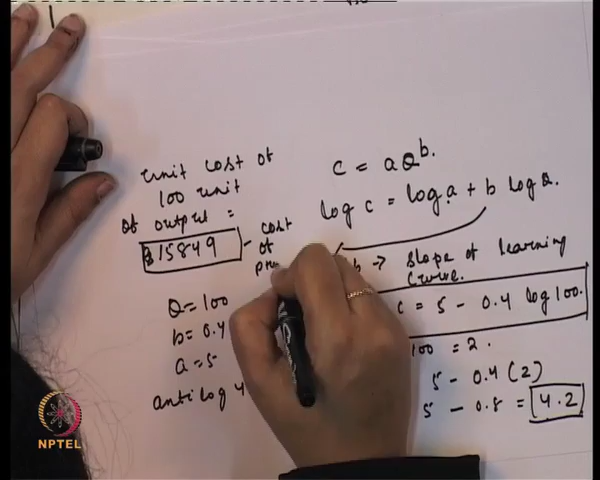 unit cost of
100 unit
of output =
$15849 - cost
of
Q = 100
b = 0.4
a = 5
antilog 4
c = a Q^b.
log c = log a + b log Q.
b → slope of learning
curve.
c = 5 - 0.4 log 100.
100 = 2.
5 - 0.4 (2)
5 - 0.8 = 4.2
NPTEL